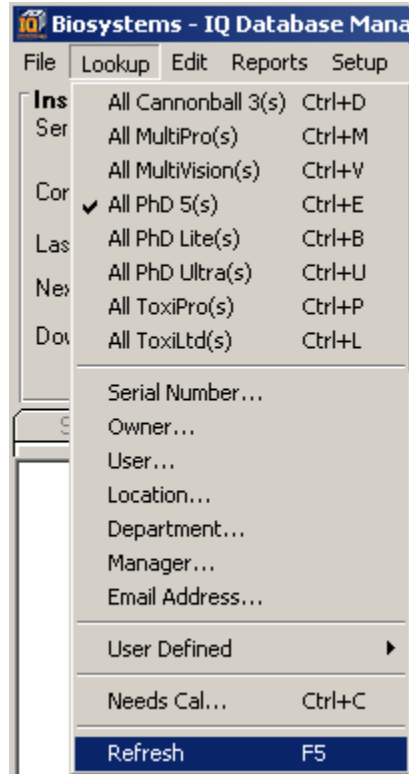 Biosystems - IQ Database Mana
File Lookup Edit Reports Setup
Ins
All Cannonball 3(s) Ctrl+D
Ser
All MultiPro(s) Ctrl+M
All MultiVision(s) Ctrl+V
Cor
All PhD 5(s) Ctrl+E
Las
All PhD Lite(s) Ctrl+B
All PhD Ultra(s) Ctrl+U
Nex
All ToxiPro(s) Ctrl+P
Dow
All ToxiLtd(s) Ctrl+L
Serial Number...
S
Owner...
User...
Location...
Department...
Manager...
Email Address...
User Defined
Needs Cal... Ctrl+C
Refresh F5